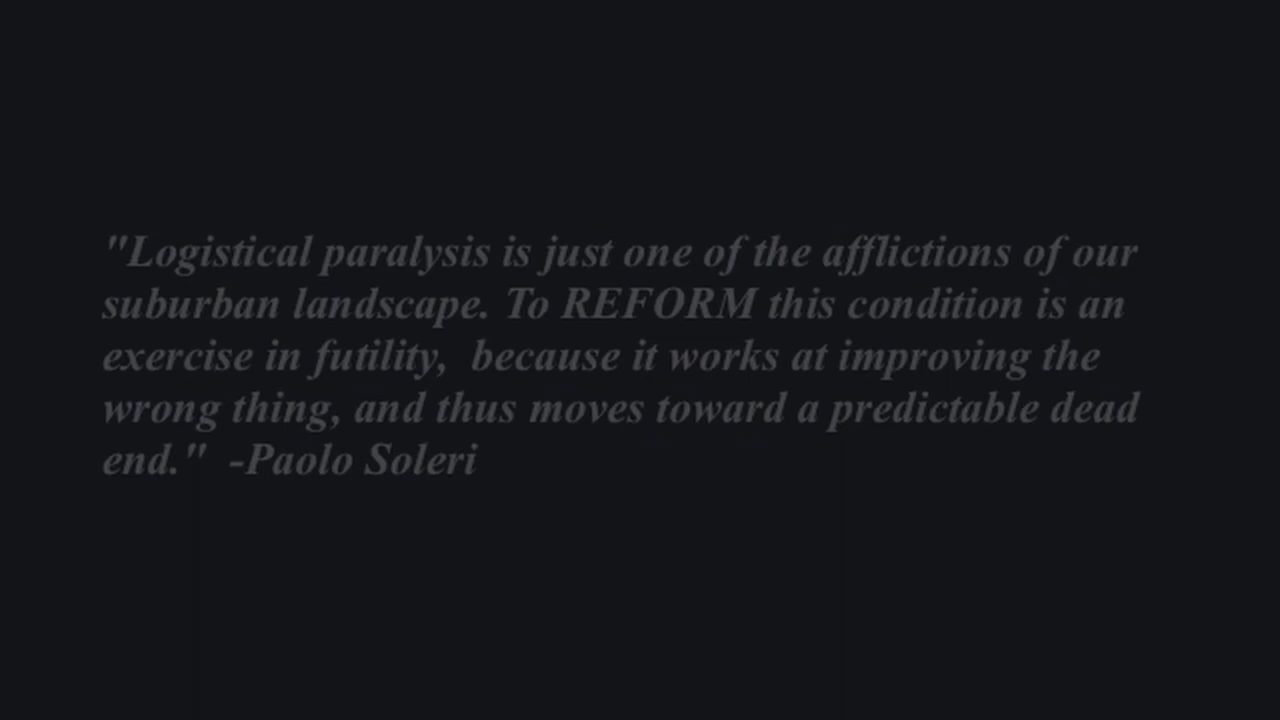 "Logistical paralysis is just one of the afflictions of our
suburban landscape. To REFORM this condition is an
exercise in futility,  because it works at improving the
wrong thing, and thus moves toward a predictable dead
end."  -Paolo Soleri